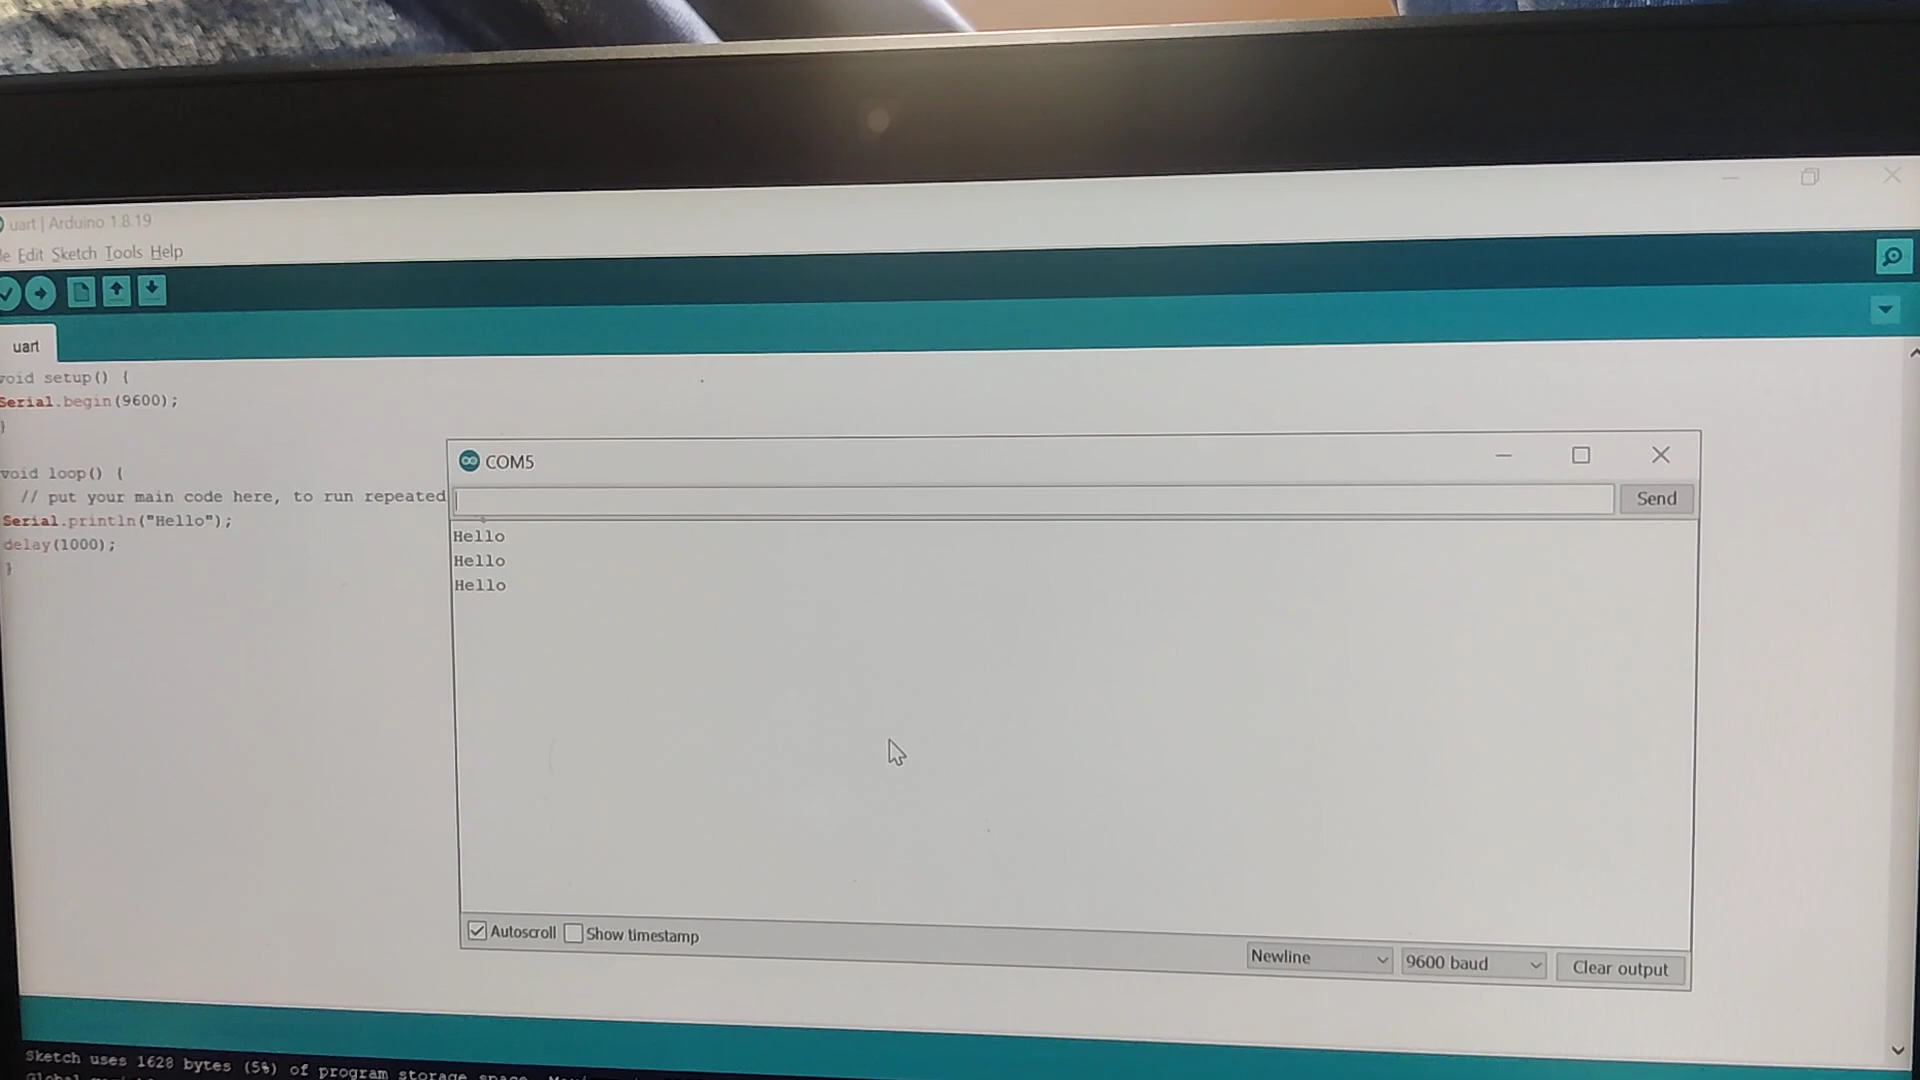 uart | Arduino 1.8.19
Edit Sketch Tools Help
uart
void setup() {
Serial.begin(9600);
}
void loop() {
// put your main code here, to run repeated
Serial.println("Hello");
delay(1000);
}
COM5
Send
Hello
Hello
Hello
Autoscroll Show timestamp
Newline
9600 baud
Clear output
Sketch uses 1628 bytes (5%) of program storage space.